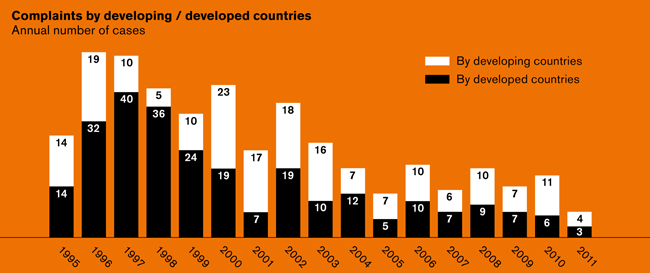 Complaints by developing / developed countries
Annual number of cases
By developing countries
By developed countries
14 19 10 5 10 23 17 18 16 7 7 10 6 10 7 11 4
14 32 40 36 24 19 7 19 10 12 5 10 7 9 7 6 3
1995 1996 1997 1998 1999 2000 2001 2002 2003 2004 2005 2006 2007 2008 2009 2010 2011